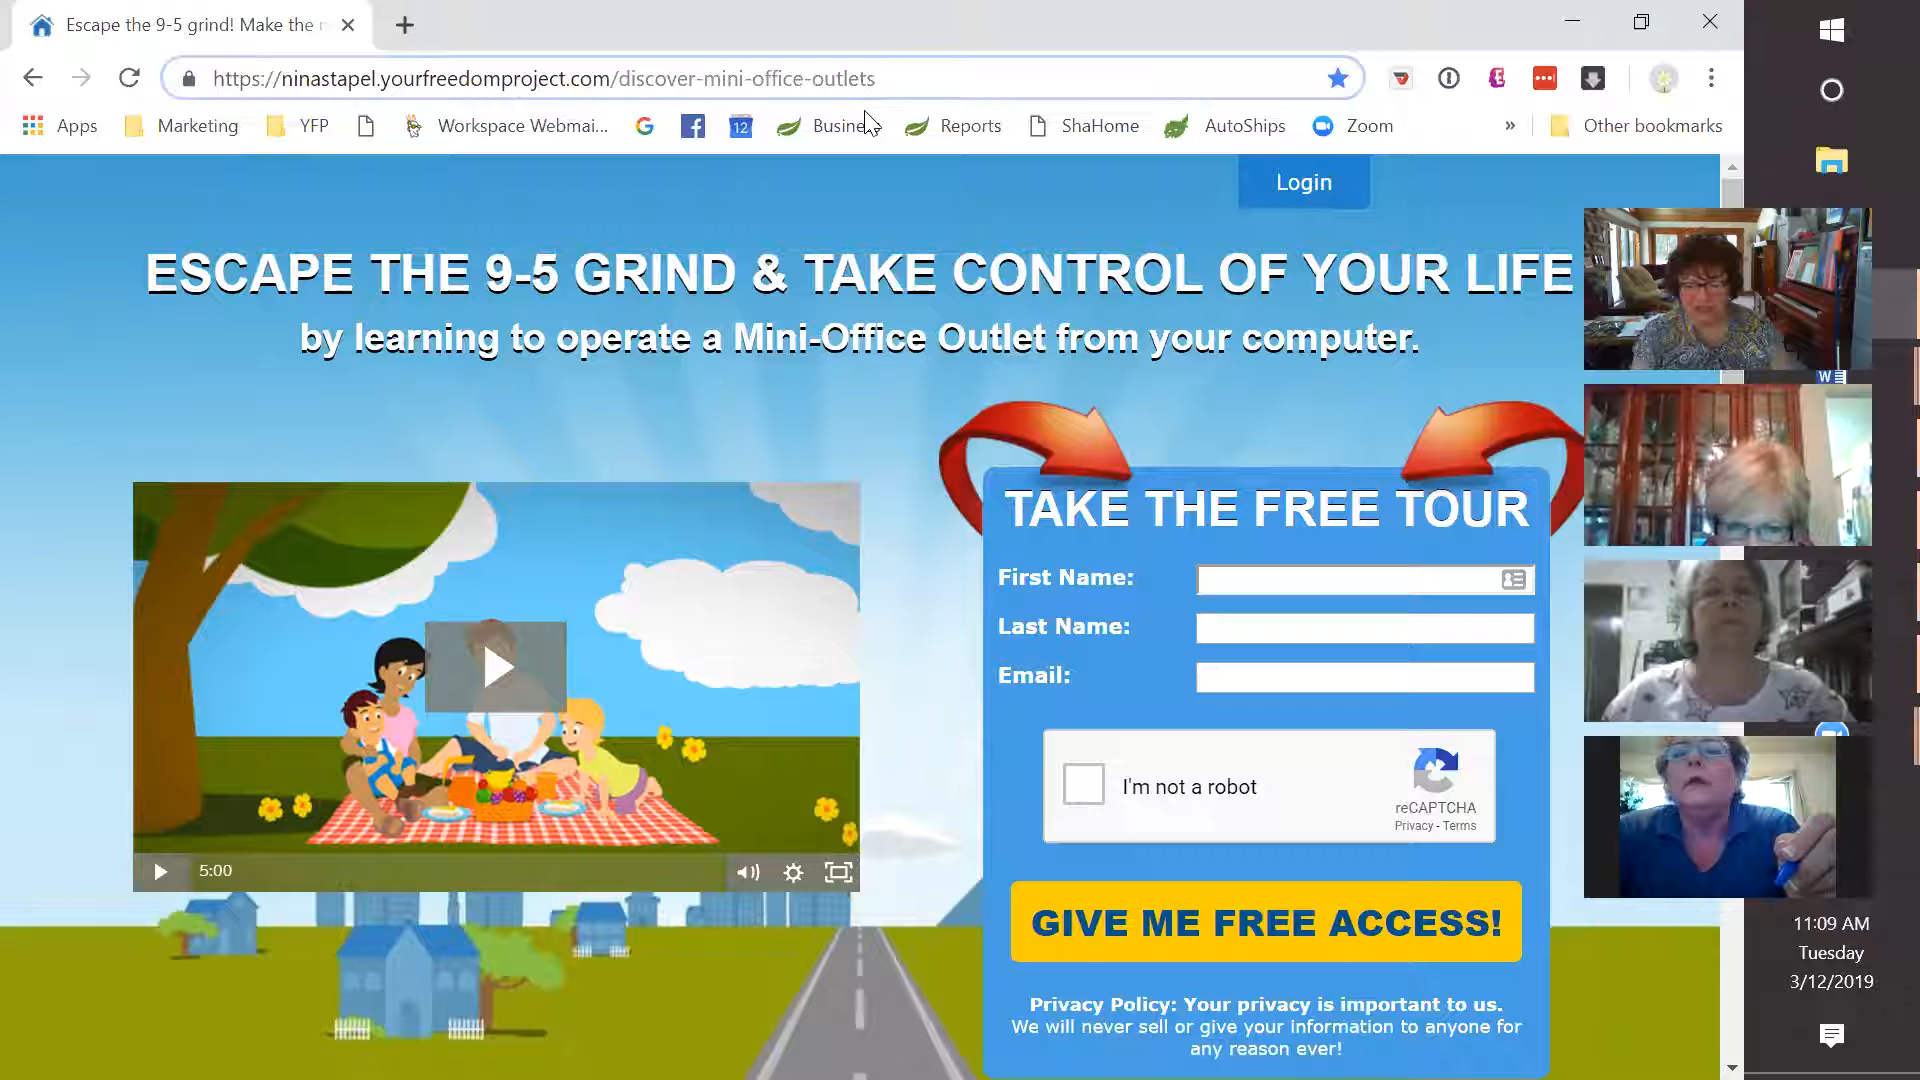 Escape the 9-5 grind! Make the
https://ninastapel.yourfreedomproject.com/discover-mini-office-outlets
Apps
Marketing
YFP
Workspace Webmai...
12
Busine
Reports
ShaHome
AutoShips
Zoom
»
Other bookmarks
Login
ESCAPE THE 9-5 GRIND & TAKE CONTROL OF YOUR LIFE
by learning to operate a Mini-Office Outlet from your computer.
TAKE THE FREE TOUR
First Name:
Last Name:
Email:
I'm not a robot
reCAPTCHA
Privacy - Terms
5:00
GIVE ME FREE ACCESS!
Privacy Policy: Your privacy is important to us.
We will never sell or give your information to anyone for
any reason ever!
W
11:09 AM
Tuesday
3/12/2019